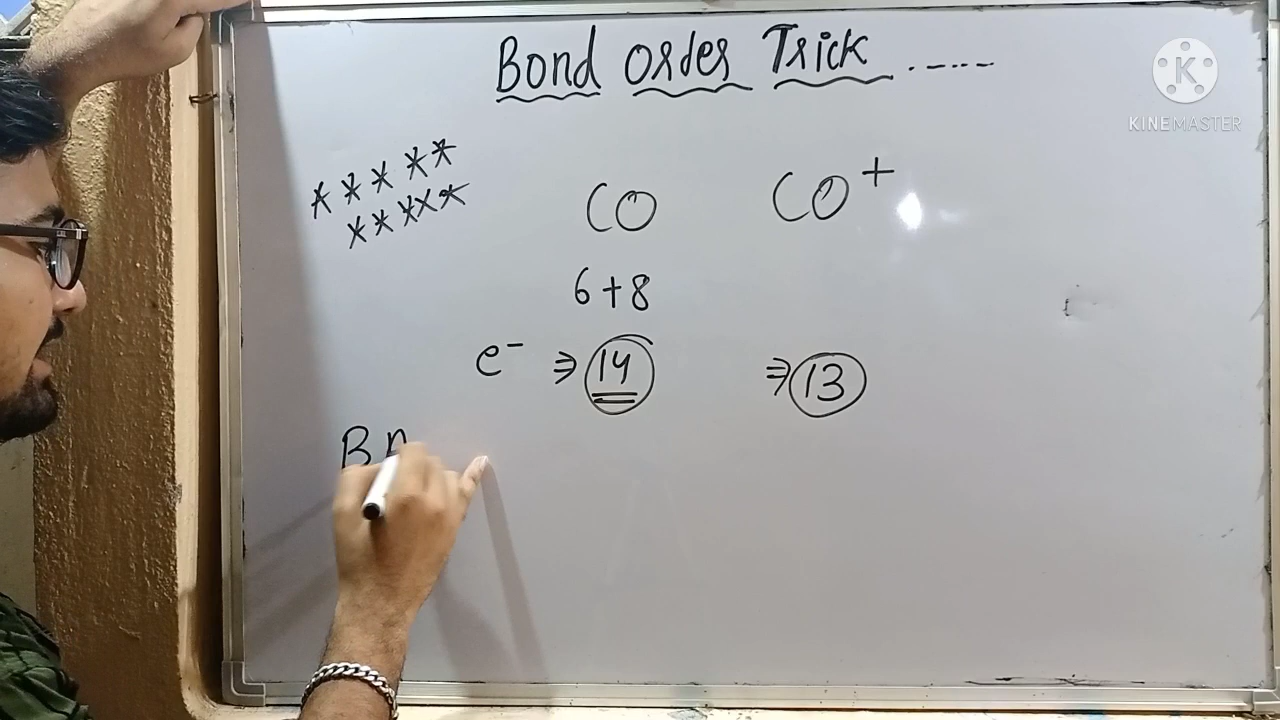 Bond Order Trick .-----
K
KINEMASTER
CO CO+
6+8
e- ⇒ 14 ⇒ 13
B.